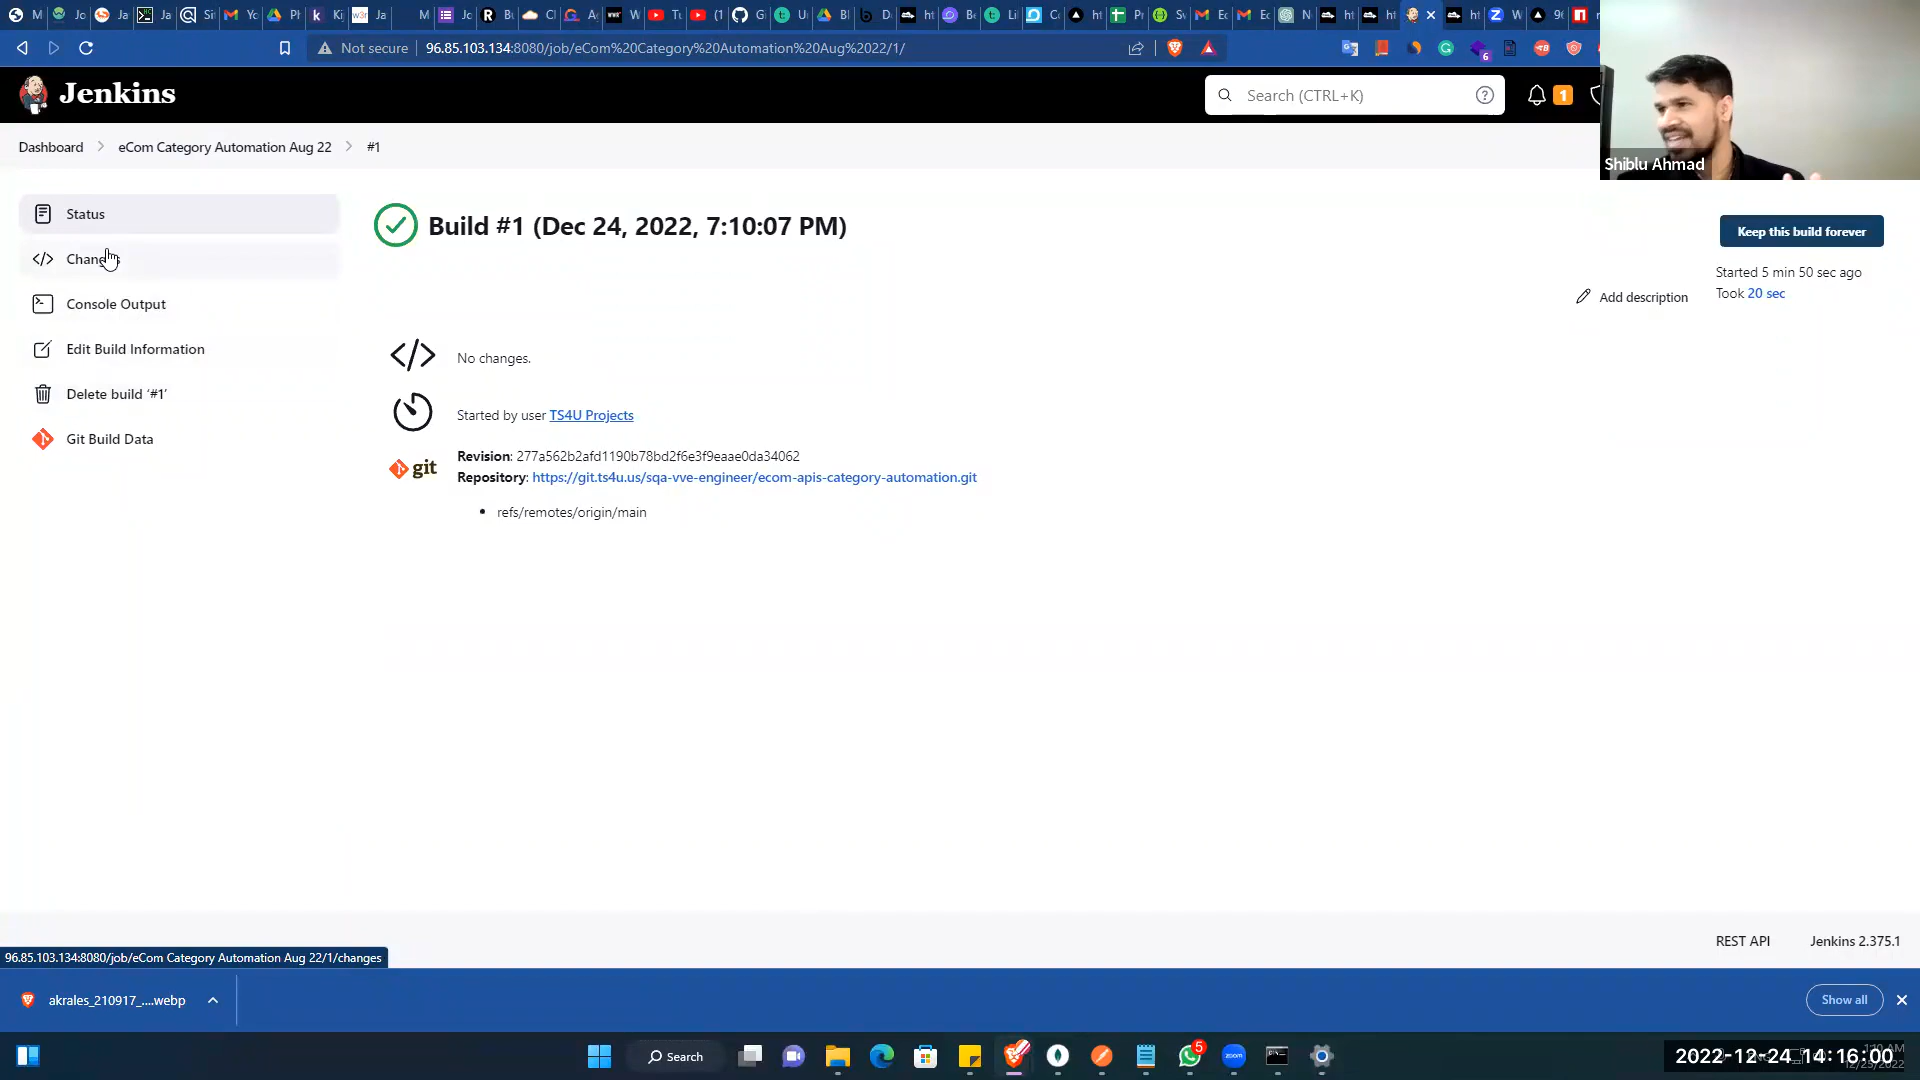 Not secure
96.85.103.134:8080/job/eCom%20Category%20Automation%20Aug%2022/1/
6
Jenkins
Search (CTRL+K)
1
Shiblu Ahmad
Dashboard
eCom Category Automation Aug 22
#1
Status
Changes
Console Output
Edit Build Information
Delete build ‘#1’
Git Build Data
Build #1 (Dec 24, 2022, 7:10:07 PM)
Keep this build forever
Started 5 min 50 sec ago
Took 20 sec
Add description
No changes.
Started by user TS4U Projects
git
Revision: 277a562b2afd1190b78bd2f6e3f9eaae0da34062
Repository: https://git.ts4u.us/sqa-vve-engineer/ecom-apis-category-automation.git
refs/remotes/origin/main
REST API
Jenkins 2.375.1
96.85.103.134:8080/job/eCom Category Automation Aug 22/1/changes
akrales_210917_....webp
Show all
Search
5
zoom
2022-12-24 14:16:00